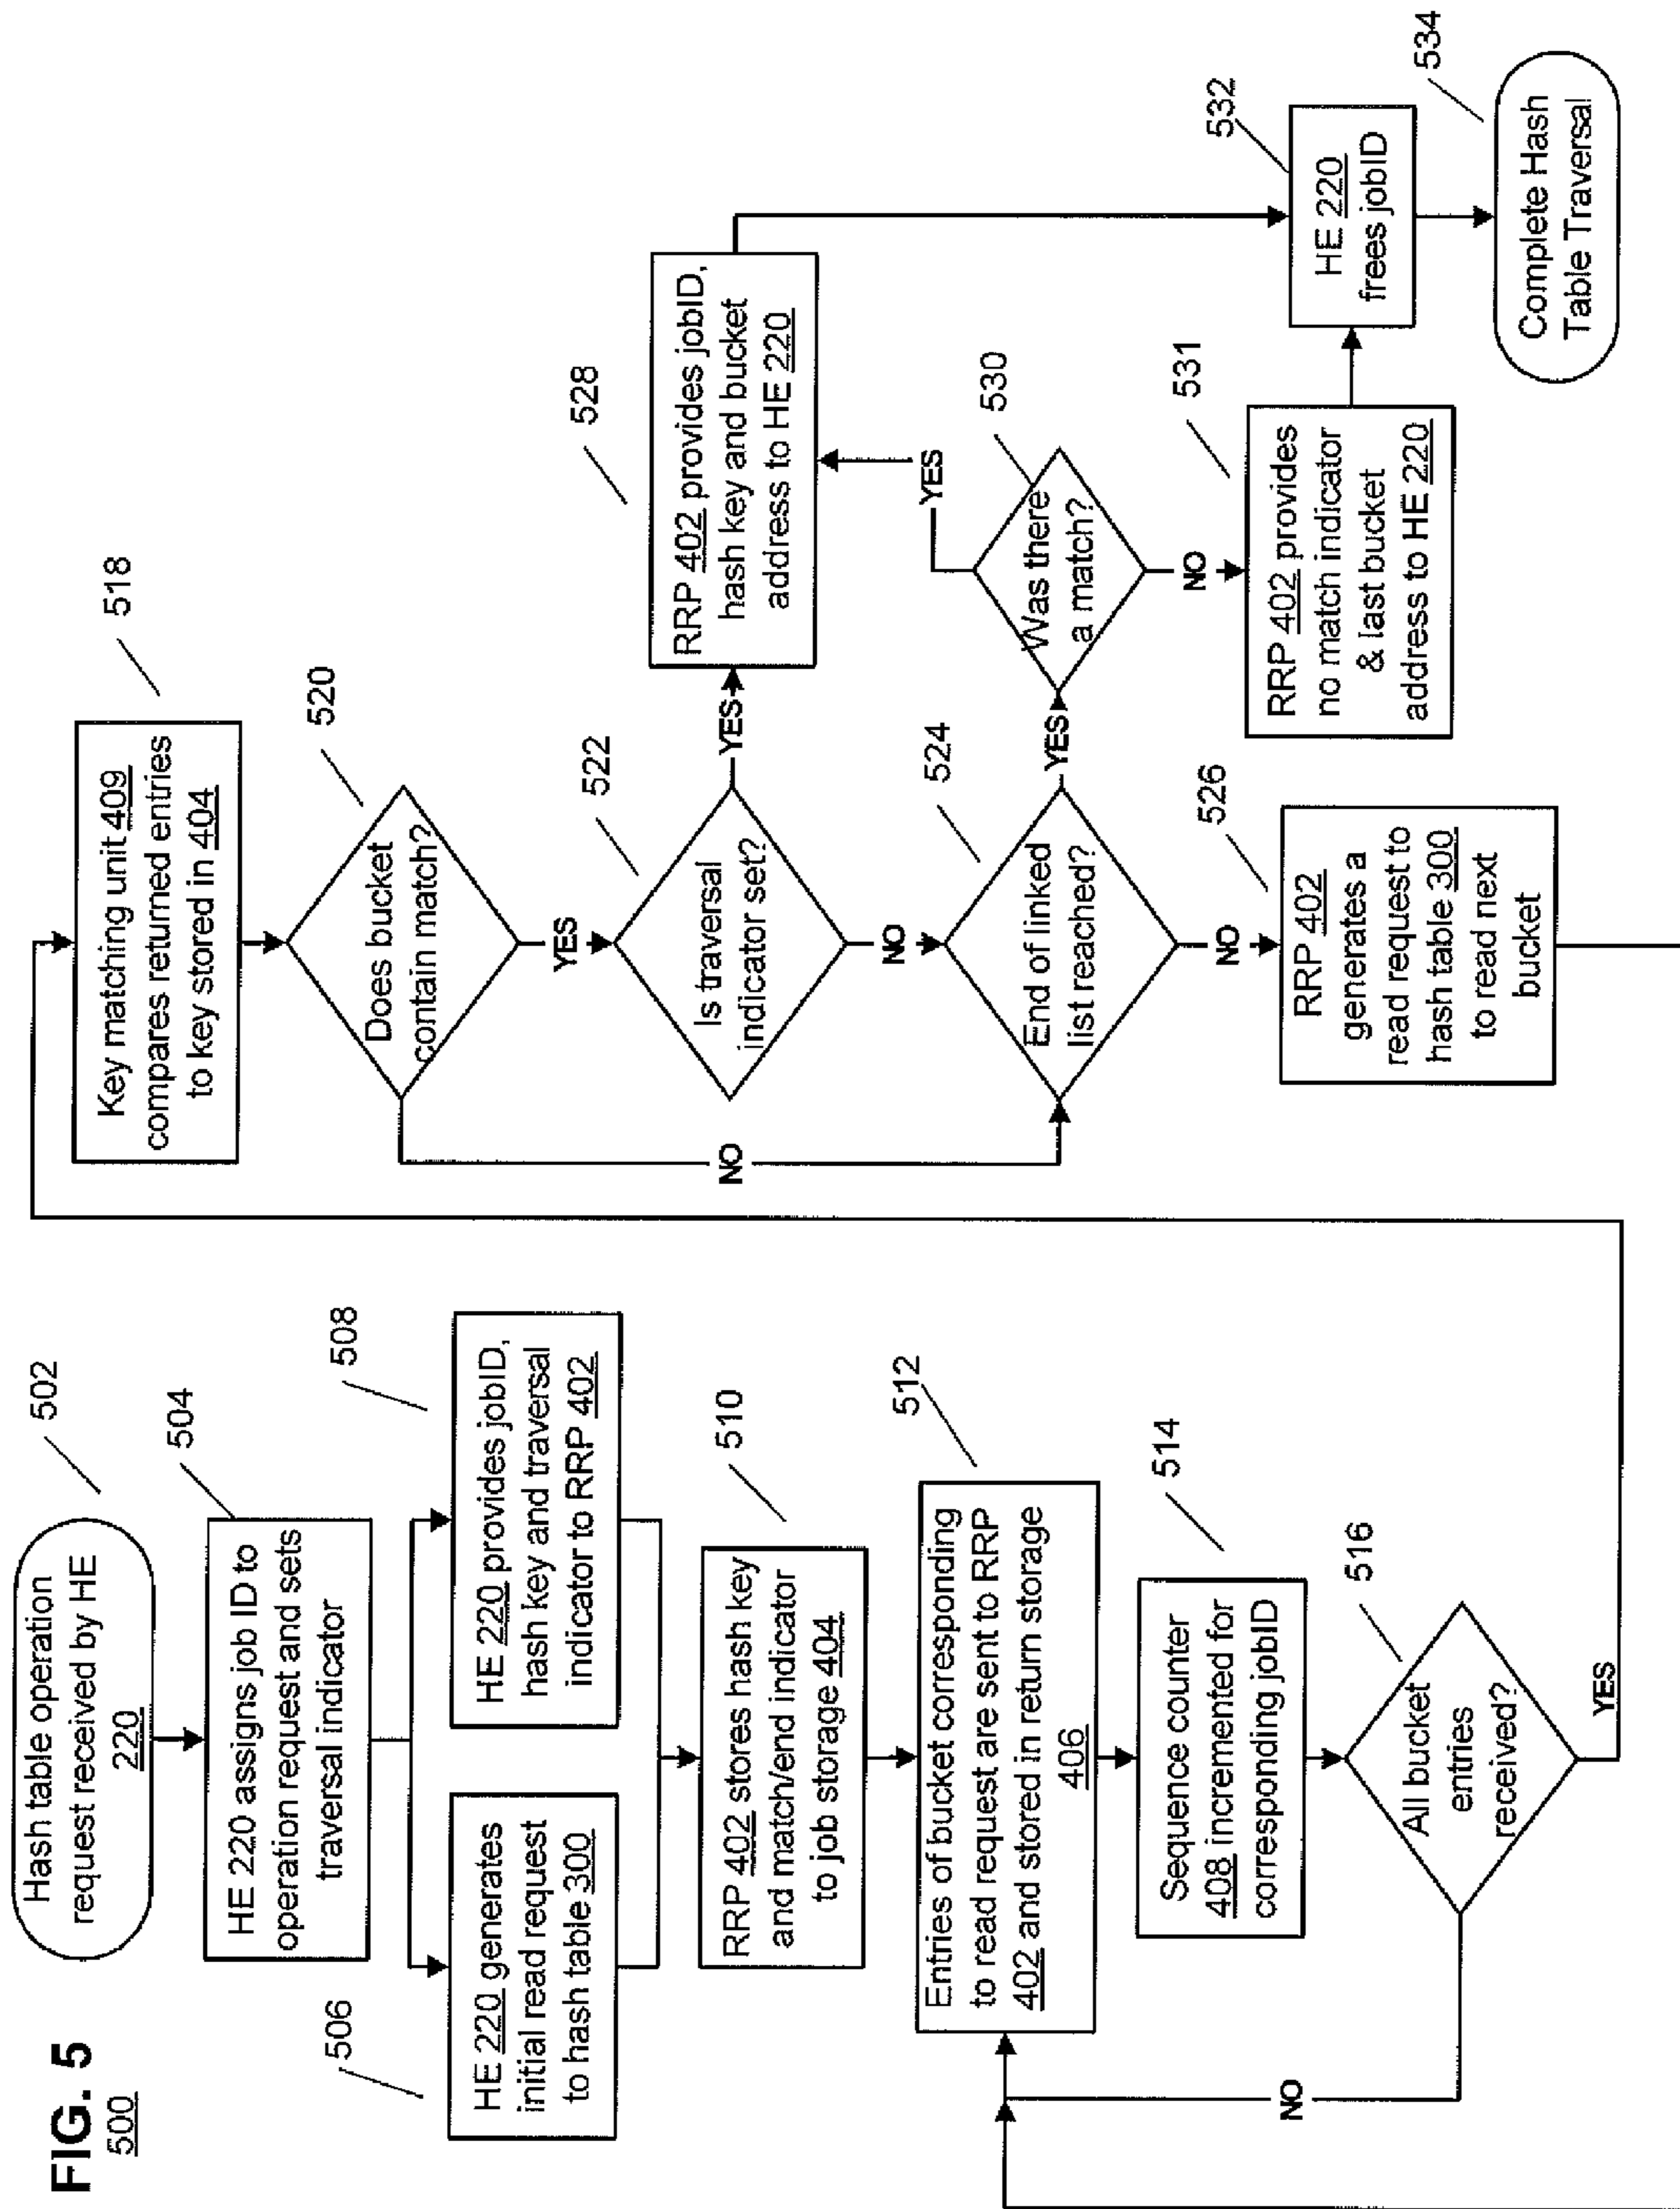 FIG. 5
500
Hash table operation
request received by HE
220
502
HE 220 assigns job ID to
operation request and sets
traversal indicator
504
506
HE 220 generates
initial read request
to hash table 300
HE 220 provides jobID,
hash key and traversal
indicator to RRP 402
508
RRP 402 stores hash key
and match/end indicator
to job storage 404
510
Entries of bucket corresponding
to read request are sent to RRP
402 and stored in return storage
406
512
Sequence counter
408 incremented for
corresponding jobID
514
All bucket
entries
received?
516
NO
YES
Key matching unit 409
compares returned entries
to key stored in 404
518
Does bucket
contain match?
520
YES
NO
Is traversal
indicator set?
522
YES
NO
End of linked
list reached?
524
YES
NO
RRP 402
generates a
read request to
hash table 300
to read next
bucket
526
RRP 402 provides jobID,
hash key and bucket
address to HE 220
528
Was there
a match?
530
YES
NO
RRP 402 provides
no match indicator
& last bucket
address to HE 220
531
HE 220
frees jobID
532
Complete Hash
Table Traversal
534